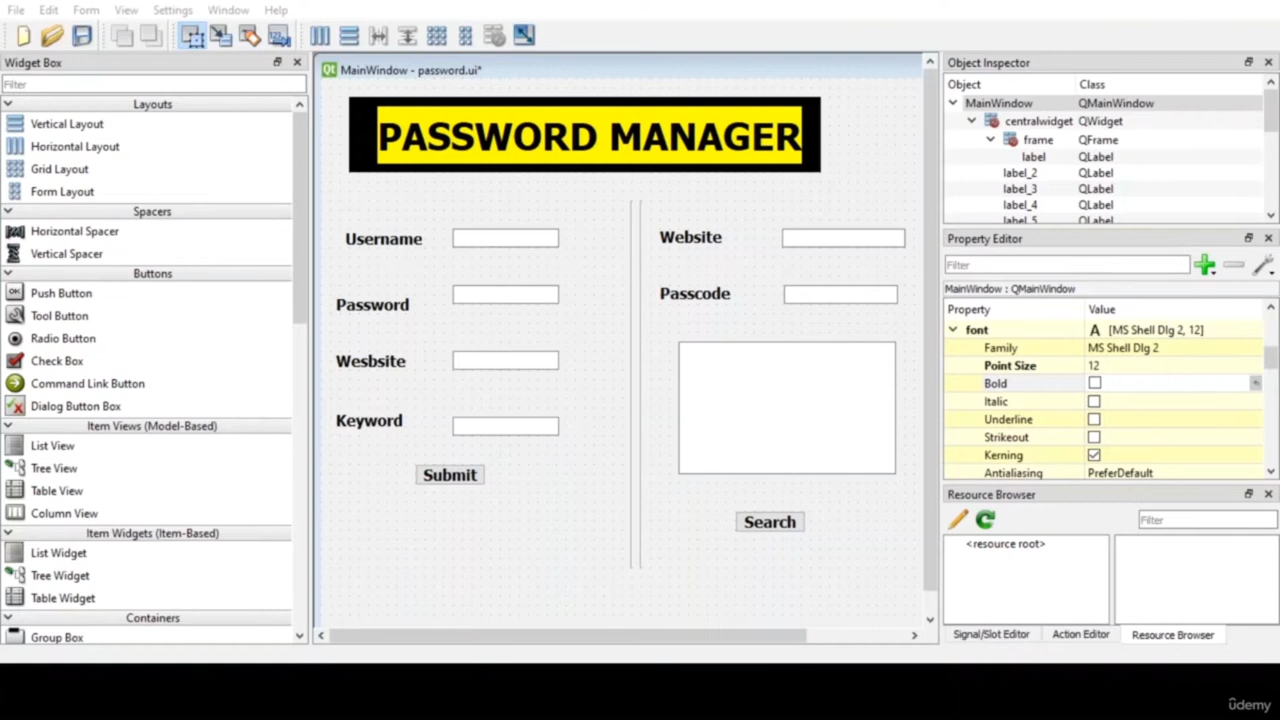 File Edit Form View Settings Window Help
Widget Box
Filter
Layouts
Vertical Layout
Horizontal Layout
Grid Layout
Form Layout
Spacers
Horizontal Spacer
Vertical Spacer
Buttons
OK Push Button
Tool Button
Radio Button
Check Box
Command Link Button
Dialog Button Box
Item Views (Model-Based)
List View
Tree View
Table View
Column View
Item Widgets (Item-Based)
List Widget
Tree Widget
Table Widget
Containers
Group Box
Qt MainWindow - password.ui*
PASSWORD MANAGER
Username
Password
Wesbsite
Keyword
Submit
Website
Passcode
Search
Object Inspector
Object Class
MainWindow QMainWindow
centralwidget QWidget
frame QFrame
label QLabel
label_2 QLabel
label_3 QLabel
label_4 QLabel
label_5 QLabel
Property Editor
Filter
MainWindow : QMainWindow
Property Value
font A [MS Shell Dlg 2, 12]
Family MS Shell Dlg 2
Point Size 12
Bold
Italic
Underline
Strikeout
Kerning
Antialiasing PreferDefault
Resource Browser
Filter
<resource root>
Signal/Slot Editor Action Editor Resource Browser
ûdemy